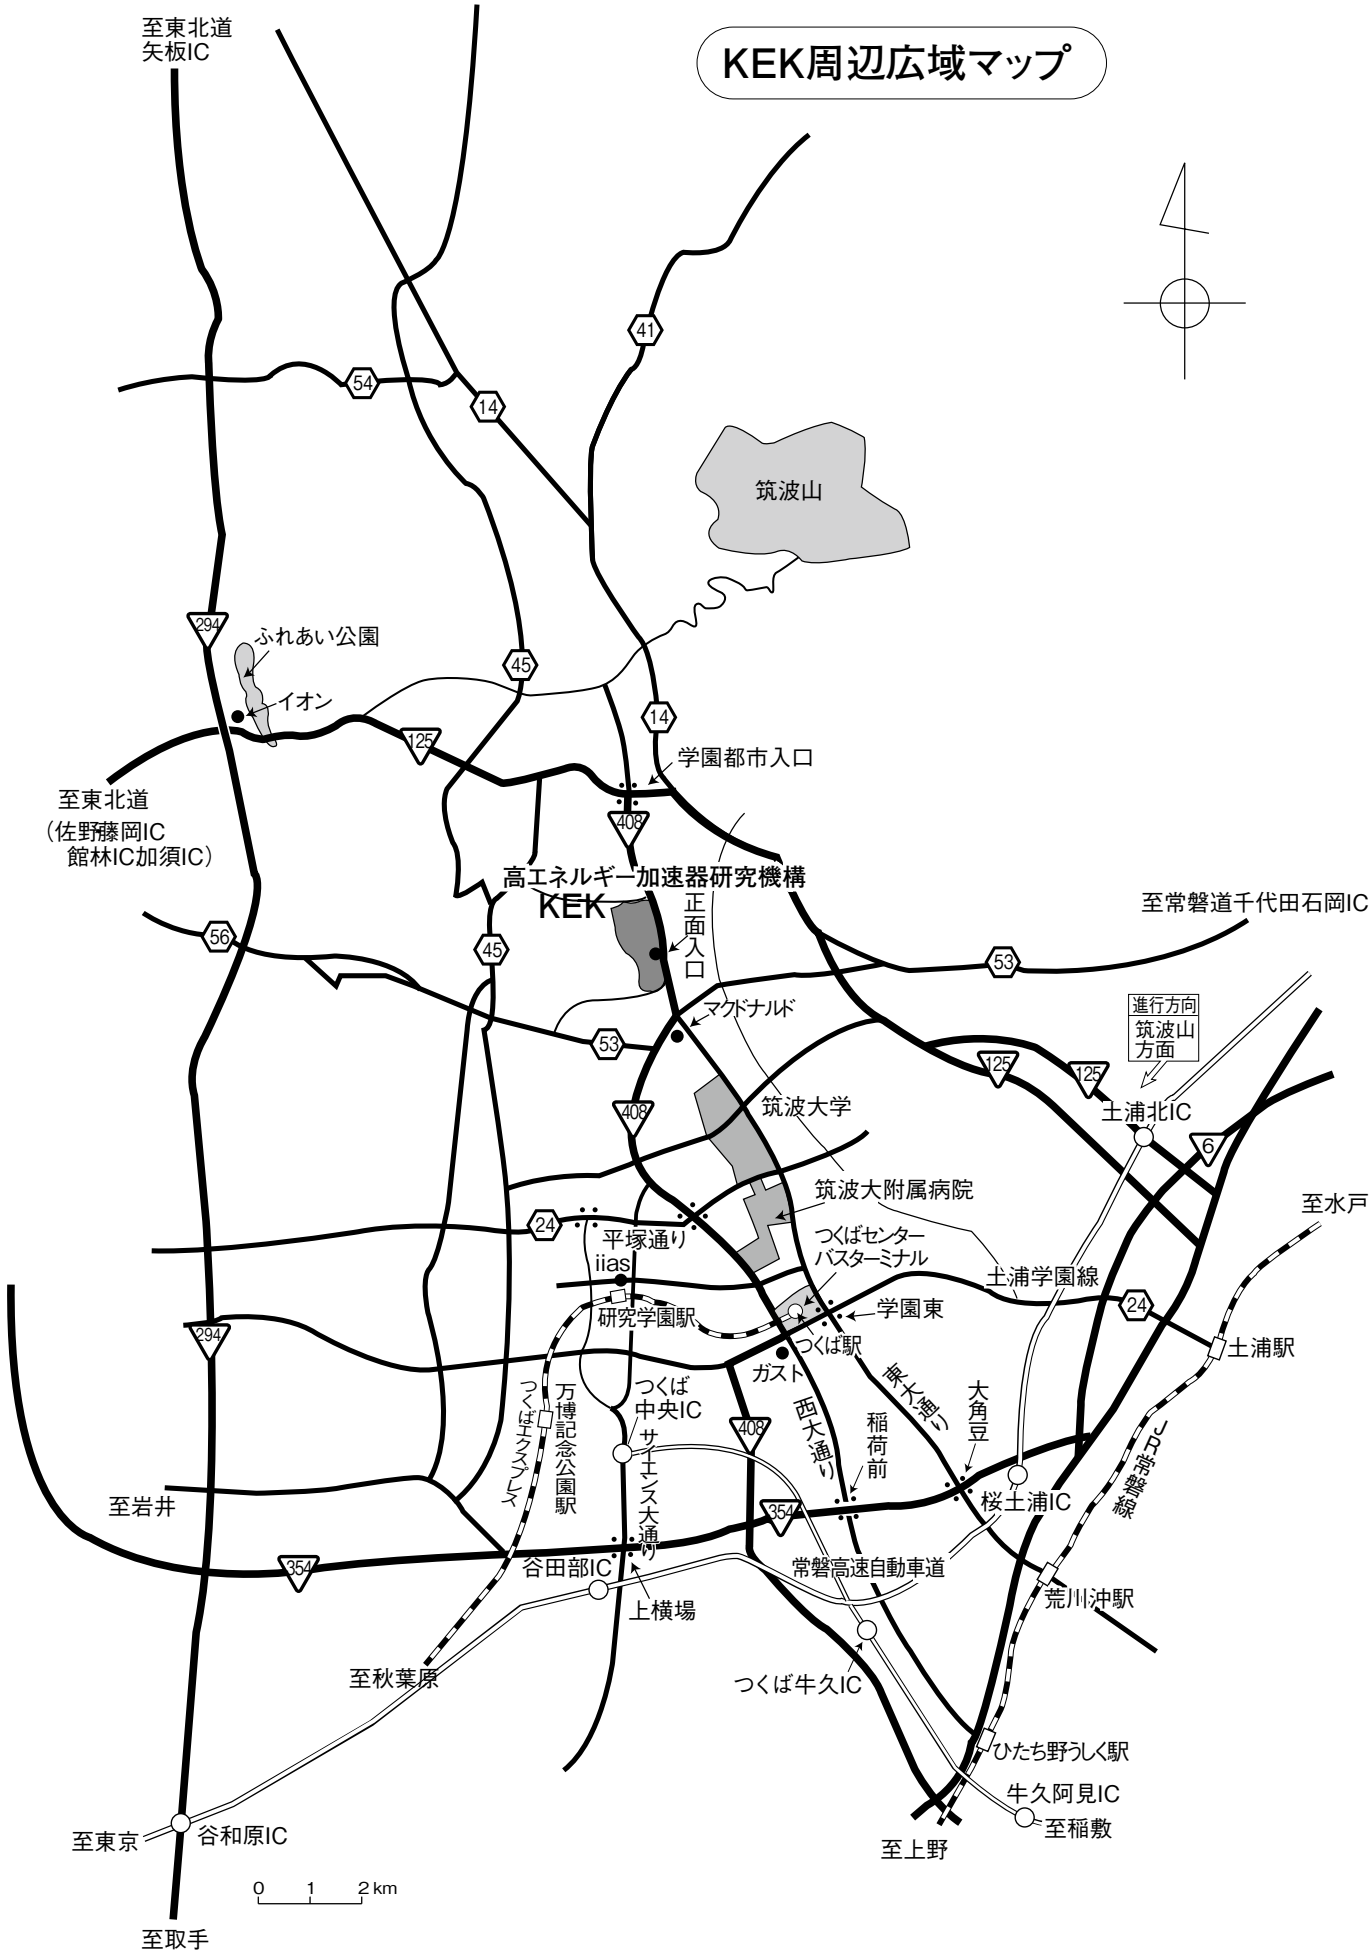 至東北道
矢板IC
KEK周辺広域マップ
41
54
14
筑波山
294
ふれあい公園
45
イオン
14
125
学園都市入口
至東北道
（佐野藤岡IC
館林IC加須IC）
408
高エネルギー加速器研究機構
KEK
正面入口
至常磐道千代田石岡IC
56
45
53
進行方向
筑波山
方面
マクドナルド
53
125
125
408
筑波大学
土浦北IC
6
筑波大附属病院
至水戸
24
平塚通り
つくばセンター
バスターミナル
iias
土浦学園線
研究学園駅
学園東
24
294
つくば駅
土浦駅
ガスト
つくば
中央IC
万博記念公園駅
つくばエクスプレス
サイエンス大通り
408
西大通り
東大通り
稲荷前
大角豆
JR常磐線
至岩井
354
桜土浦IC
354
谷田部IC
常磐高速自動車道
上横場
荒川沖駅
至秋葉原
つくば牛久IC
ひたち野うしく駅
牛久阿見IC
至稲敷
至東京
谷和原IC
至上野
0 1 2 km
至取手